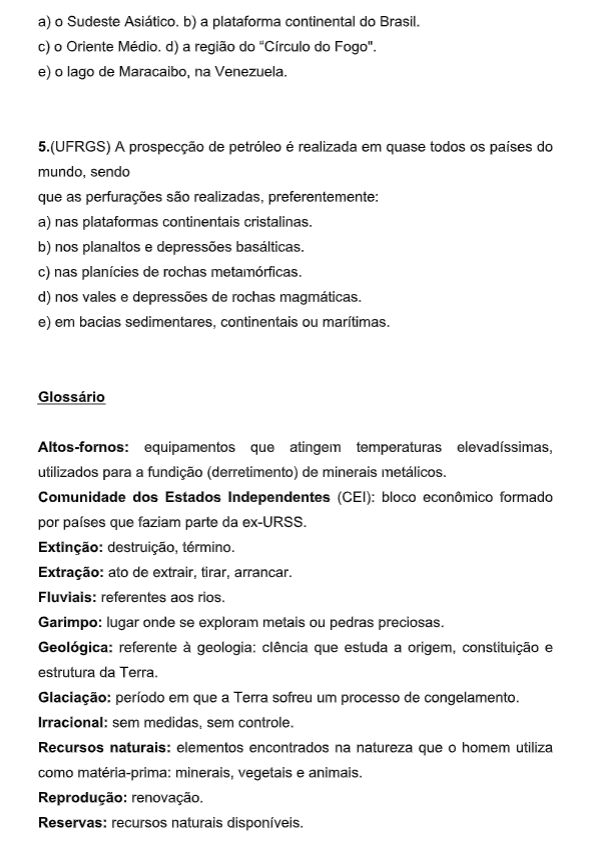 a) o Sudeste Asiático. b) a plataforma continental do Brasil.
c) o Oriente Médio. d) a região do “Círculo do Fogo".
e) o lago de Maracaibo, na Venezuela.
5.(UFRGS) A prospecção de petróleo é realizada em quase todos os países do
mundo, sendo
que as perfurações são realizadas, preferentemente:
a) nas plataformas continentais cristalinas.
b) nos planaltos e depressões basálticas.
c) nas planícies de rochas metamórficas.
d) nos vales e depressões de rochas magmáticas.
e) em bacias sedimentares, continentais ou marítimas.
Glossário
Altos-fornos: equipamentos que atingem temperaturas elevadíssimas,
utilizados para a fundição (derretimento) de minerais metálicos.
Comunidade dos Estados Independentes (CEI): bloco econômico formado
por países que faziam parte da ex-URSS.
Extinção: destruição, término.
Extração: ato de extrair, tirar, arrancar.
Fluviais: referentes aos rios.
Garimpo: lugar onde se exploram metais ou pedras preciosas.
Geológica: referente à geologia: ciência que estuda a origem, constituição e
estrutura da Terra.
Glaciação: período em que a Terra sofreu um processo de congelamento.
Irracional: sem medidas, sem controle.
Recursos naturais: elementos encontrados na natureza que o homem utiliza
como matéria-prima: minerais, vegetais e animais.
Reprodução: renovação.
Reservas: recursos naturais disponíveis.